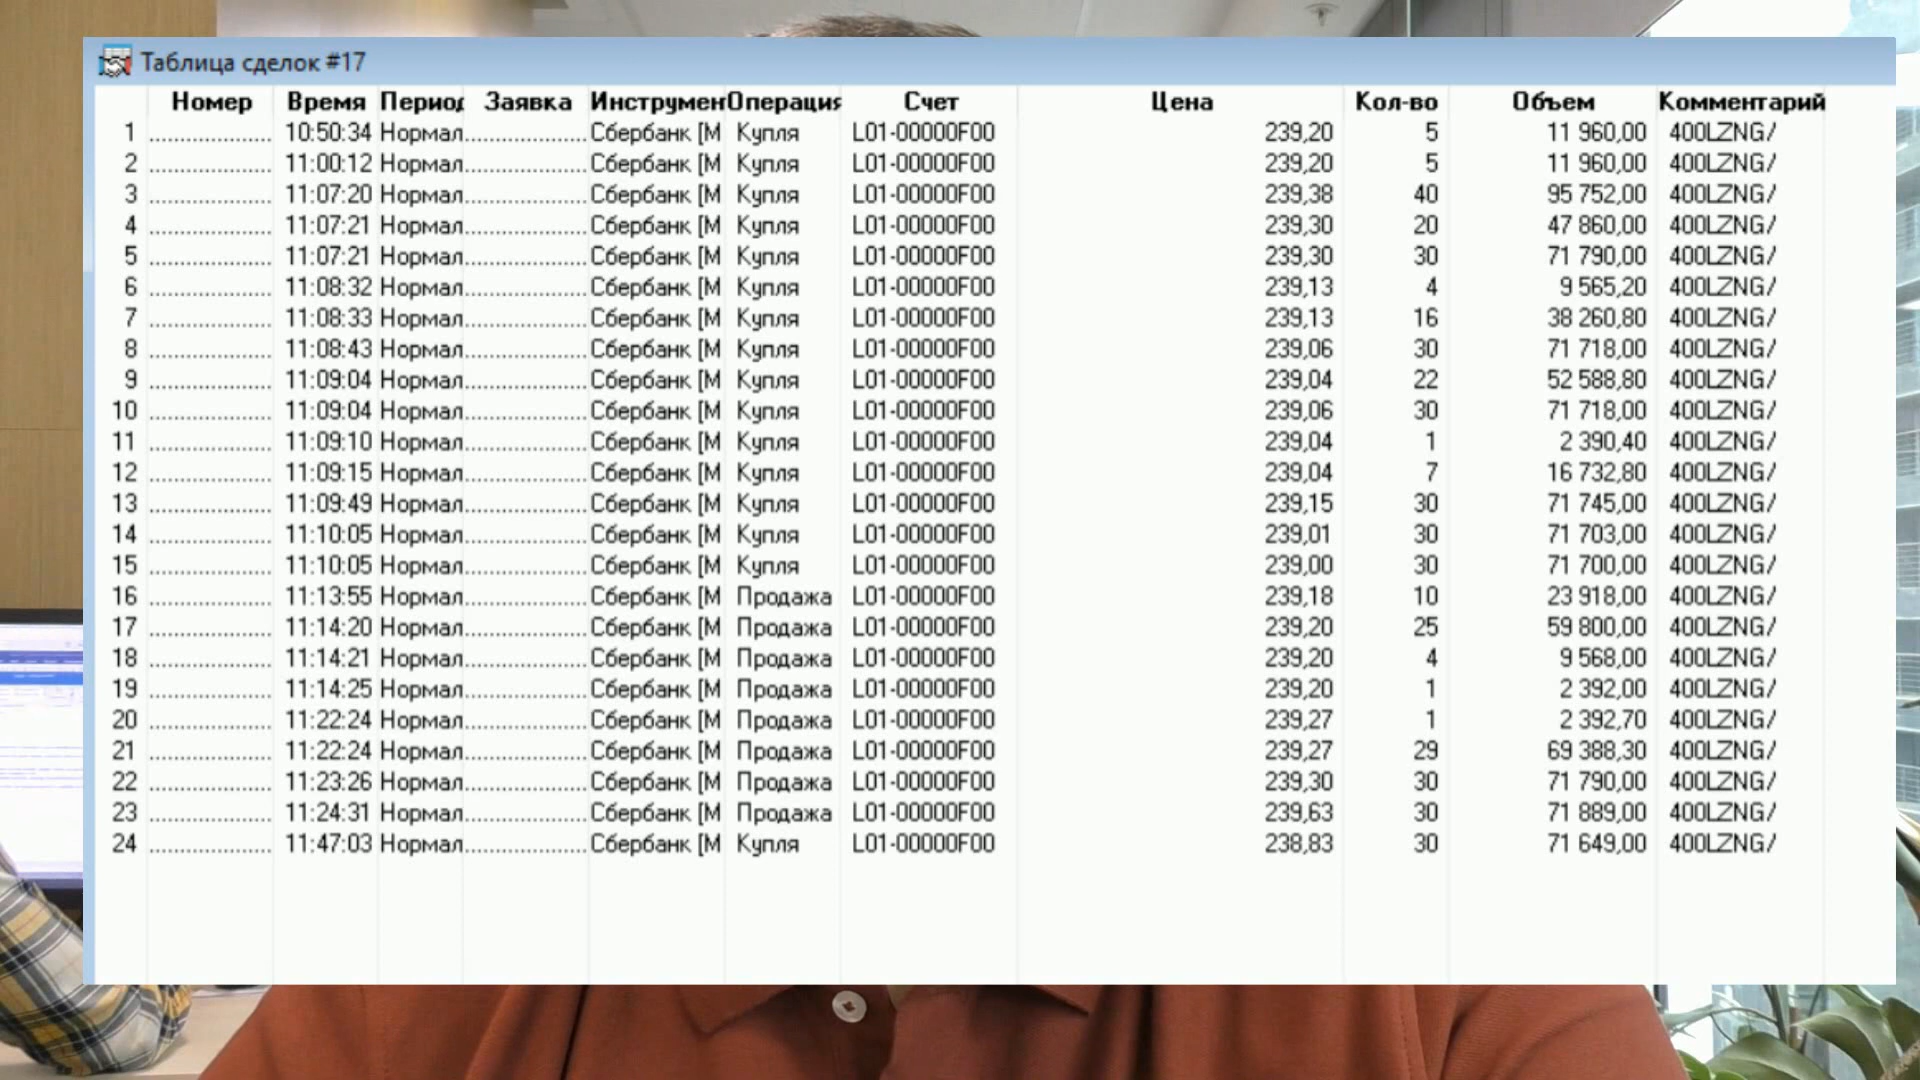 Таблица сделок #17
Номер Время Период Заявка Инструмен Операция Счет Цена Кол-во Объем Комментарий
1 10:50:34 Нормал Сбербанк [М Купля L01-00000F00 239,20 5 11 960,00 400LZNG/
2 11:00:12 Нормал Сбербанк [М Купля L01-00000F00 239,20 5 11 960,00 400LZNG/
3 11:07:20 Нормал Сбербанк [М Купля L01-00000F00 239,38 40 95 752,00 400LZNG/
4 11:07:21 Нормал Сбербанк [М Купля L01-00000F00 239,30 20 47 860,00 400LZNG/
5 11:07:21 Нормал Сбербанк [М Купля L01-00000F00 239,30 30 71 790,00 400LZNG/
6 11:08:32 Нормал Сбербанк [М Купля L01-00000F00 239,13 4 9 565,20 400LZNG/
7 11:08:33 Нормал Сбербанк [М Купля L01-00000F00 239,13 16 38 260,80 400LZNG/
8 11:08:43 Нормал Сбербанк [М Купля L01-00000F00 239,06 30 71 718,00 400LZNG/
9 11:09:04 Нормал Сбербанк [М Купля L01-00000F00 239,04 22 52 588,80 400LZNG/
10 11:09:04 Нормал Сбербанк [М Купля L01-00000F00 239,06 30 71 718,00 400LZNG/
11 11:09:10 Нормал Сбербанк [М Купля L01-00000F00 239,04 1 2 390,40 400LZNG/
12 11:09:15 Нормал Сбербанк [М Купля L01-00000F00 239,04 7 16 732,80 400LZNG/
13 11:09:49 Нормал Сбербанк [М Купля L01-00000F00 239,15 30 71 745,00 400LZNG/
14 11:10:05 Нормал Сбербанк [М Купля L01-00000F00 239,01 30 71 703,00 400LZNG/
15 11:10:05 Нормал Сбербанк [М Купля L01-00000F00 239,00 30 71 700,00 400LZNG/
16 11:13:55 Нормал Сбербанк [М Продажа L01-00000F00 239,18 10 23 918,00 400LZNG/
17 11:14:20 Нормал Сбербанк [М Продажа L01-00000F00 239,20 25 59 800,00 400LZNG/
18 11:14:21 Нормал Сбербанк [М Продажа L01-00000F00 239,20 4 9 568,00 400LZNG/
19 11:14:25 Нормал Сбербанк [М Продажа L01-00000F00 239,20 1 2 392,00 400LZNG/
20 11:22:24 Нормал Сбербанк [М Продажа L01-00000F00 239,27 1 2 392,70 400LZNG/
21 11:22:24 Нормал Сбербанк [М Продажа L01-00000F00 239,27 29 69 388,30 400LZNG/
22 11:23:26 Нормал Сбербанк [М Продажа L01-00000F00 239,30 30 71 790,00 400LZNG/
23 11:24:31 Нормал Сбербанк [М Продажа L01-00000F00 239,63 30 71 889,00 400LZNG/
24 11:47:03 Нормал Сбербанк [М Купля L01-00000F00 238,83 30 71 649,00 400LZNG/